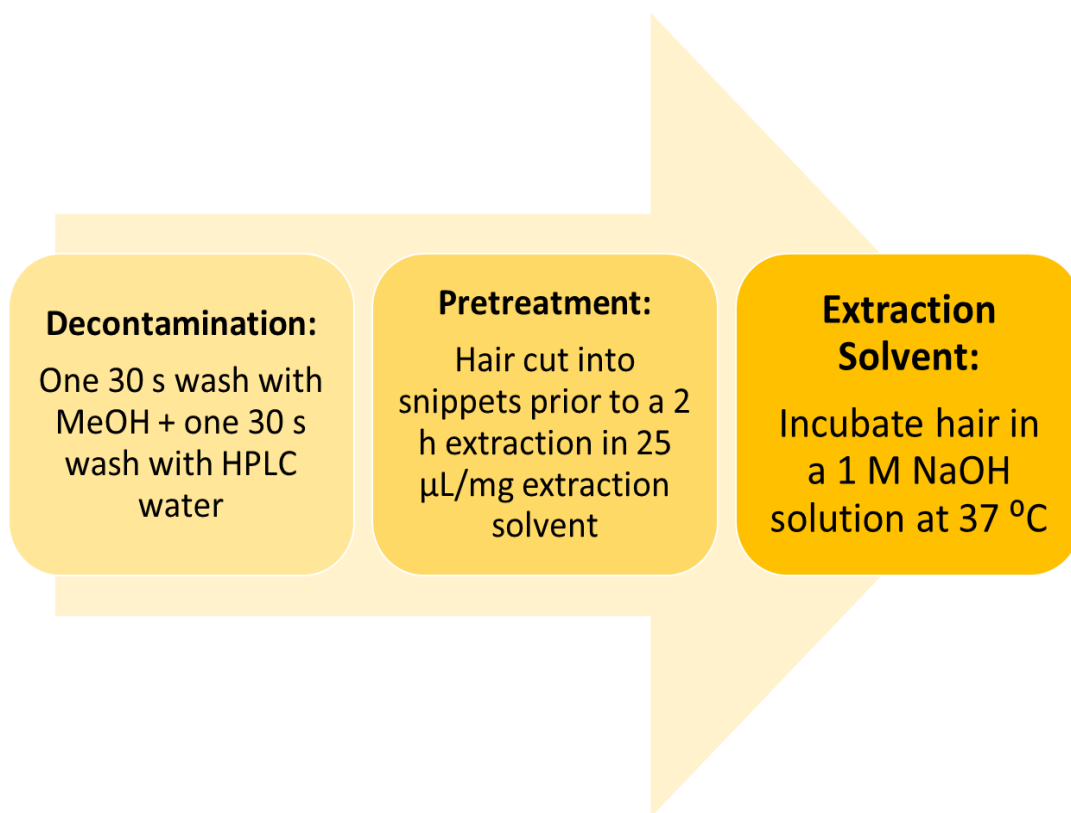 Decontamination:
One 30 s wash with
MeOH + one 30 s
wash with HPLC
water
Pretreatment:
Hair cut into
snippets prior to a 2
h extraction in 25
µL/mg extraction
solvent
Extraction
Solvent:
Incubate hair in
a 1 M NaOH
solution at 37 ⁰C